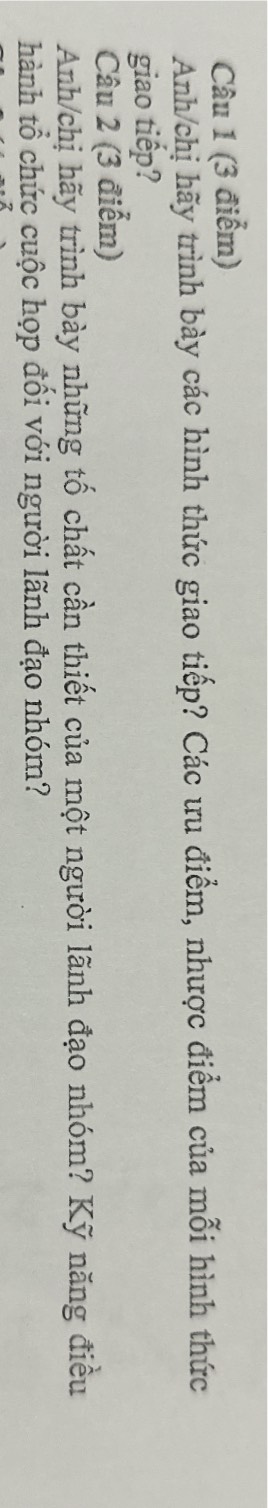 Câu 1 (3 điểm)
Anh/chị hãy trình bày các hình thức giao tiếp? Các ưu điểm, nhược điểm của mỗi hình thức
giao tiếp?
Câu 2 (3 điểm)
Anh/chị hãy trình bày những tố chất cần thiết của một người lãnh đạo nhóm? Kỹ năng điều
hành tổ chức cuộc họp đối với người lãnh đạo nhóm?